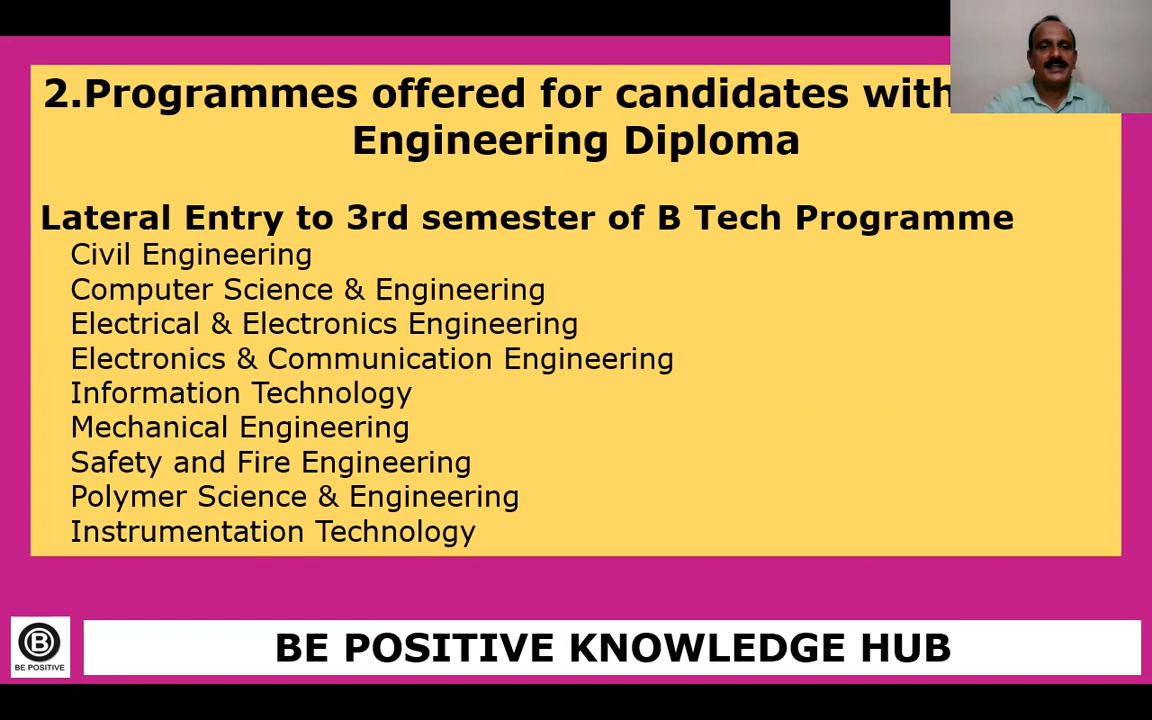 2.Programmes offered for candidates with
Engineering Diploma
Lateral Entry to 3rd semester of B Tech Programme
Civil Engineering
Computer Science & Engineering
Electrical & Electronics Engineering
Electronics & Communication Engineering
Information Technology
Mechanical Engineering
Safety and Fire Engineering
Polymer Science & Engineering
Instrumentation Technology
B
BE POSITIVE
BE POSITIVE KNOWLEDGE HUB